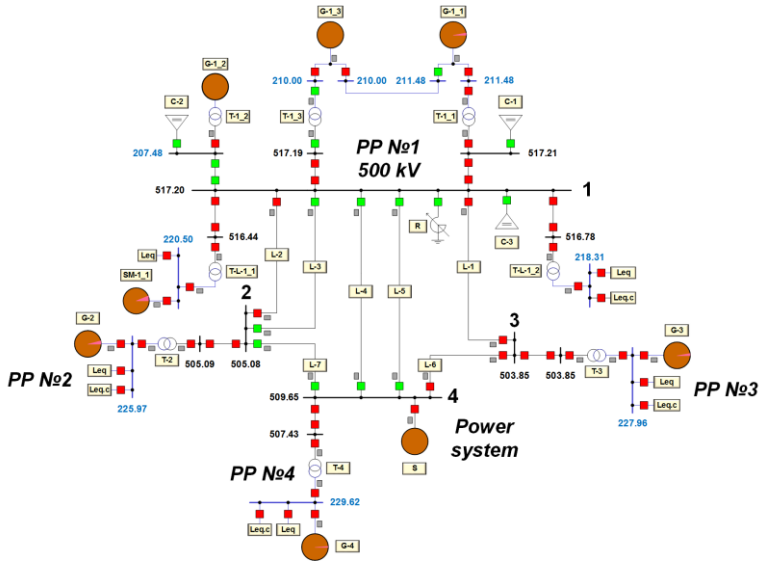 G-1_3
G-1_1
G-1_2
210.00
210.00
211.48
211.48
C-2
T-1_2
T-1_3
T-1_1
C-1
207.48
517.19
PP №1
500 kV
517.21
517.20
1
516.44
L-2
L-3
L-4
L-5
R
L-1
C-3
516.78
220.50
Leq
T-L-1_1
SM-1_1
T-L-1_2
218.31
Leq
Leq.c
2
G-2
T-2
505.09
505.08
3
G-3
PP №2
Leq
Leq.c
225.97
L-7
L-6
503.85
503.85
T-3
Leq
Leq.c
PP №3
227.96
509.65
4
507.43
Power
system
S
PP №4
T-4
229.62
Leq.c
Leq
G-4